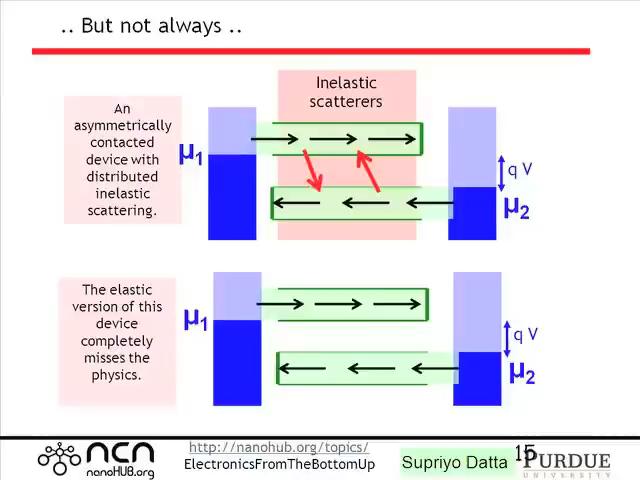 .. But not always ..
Inelastic
scatterers
An
asymmetrically
contacted
device with
distributed
inelastic
scattering.
μ1
q V
μ2
The elastic
version of this
device
completely
misses the
physics.
μ1
q V
μ2
ncn
nanoHUB.org
http://nanohub.org/topics/
ElectronicsFromTheBottomUp
Supriyo Datta
15
PURDUE
UNIVERSITY